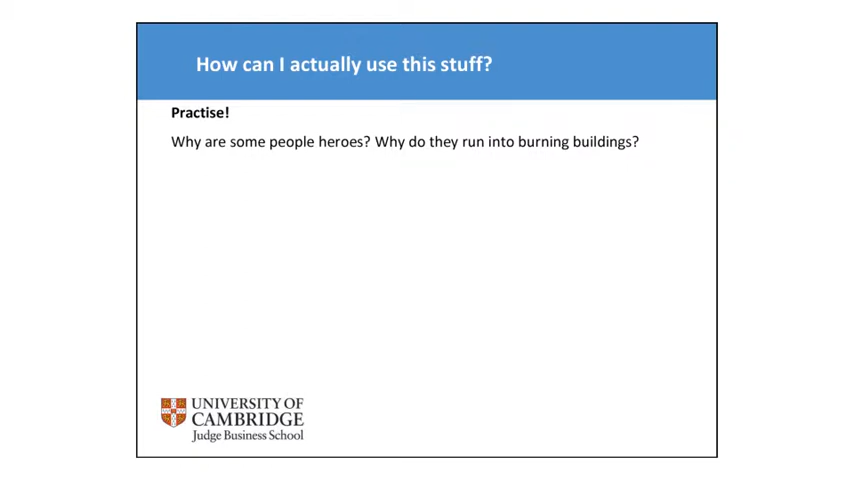 How can I actually use this stuff?
Practise!
Why are some people heroes? Why do they run into burning buildings?
UNIVERSITY OF
CAMBRIDGE
Judge Business School